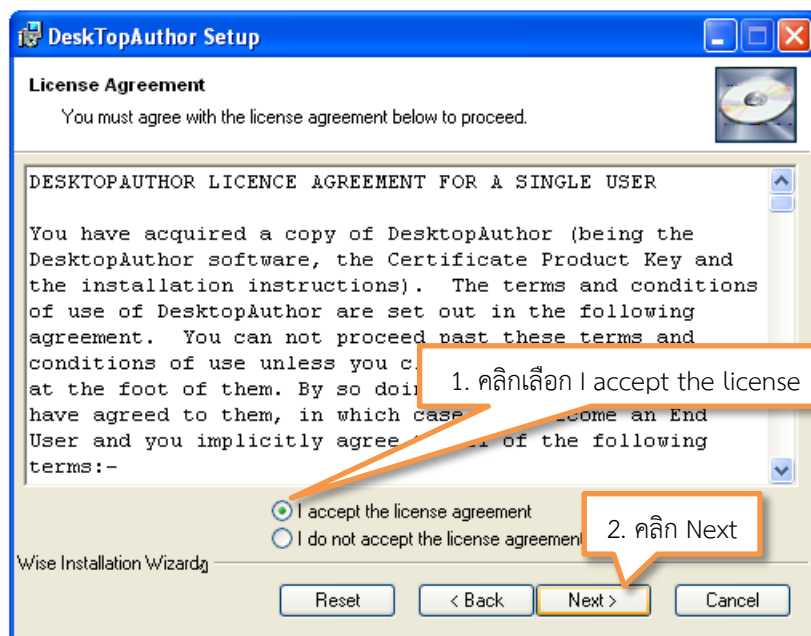 DeskTopAuthor Setup
License Agreement
You must agree with the license agreement below to proceed.
DESKTOPAUTHOR LICENCE AGREEMENT FOR A SINGLE USER
You have acquired a copy of DesktopAuthor (being the
DesktopAuthor software, the Certificate Product Key and
the installation instructions). The terms and conditions
of use of DesktopAuthor are set out in the following
agreement. You can not proceed past these terms and
conditions of use unless you c
at the foot of them. By so doi
have agreed to them, in which case
ome an End
User and you implicitly agree
of the following
terms:-
1. คลิกเลือก I accept the license
I accept the license agreement
I do not accept the license agreement
2. คลิก Next
Wise Installation Wizard
Reset
< Back
Next >
Cancel